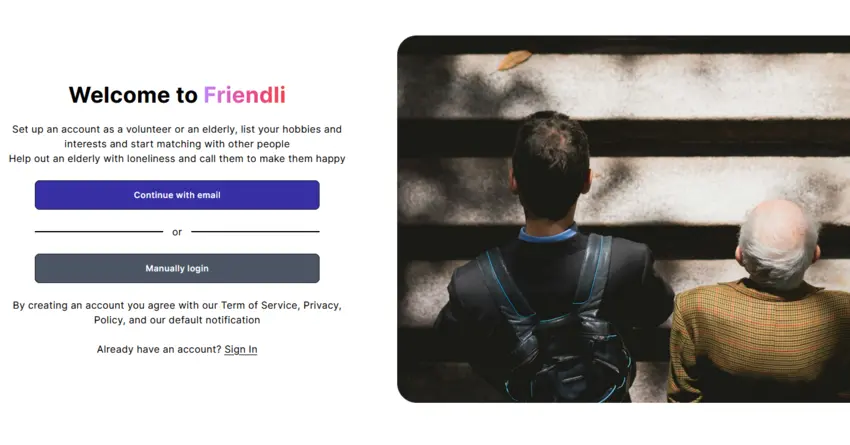 Welcome to Friendli
Set up an account as a volunteer or an elderly, list your hobbies and
interests and start matching with other people
Help out an elderly with loneliness and call them to make them happy
Continue with email
or
Manually login
By creating an account you agree with our Term of Service, Privacy,
Policy, and our default notification
Already have an account? Sign In